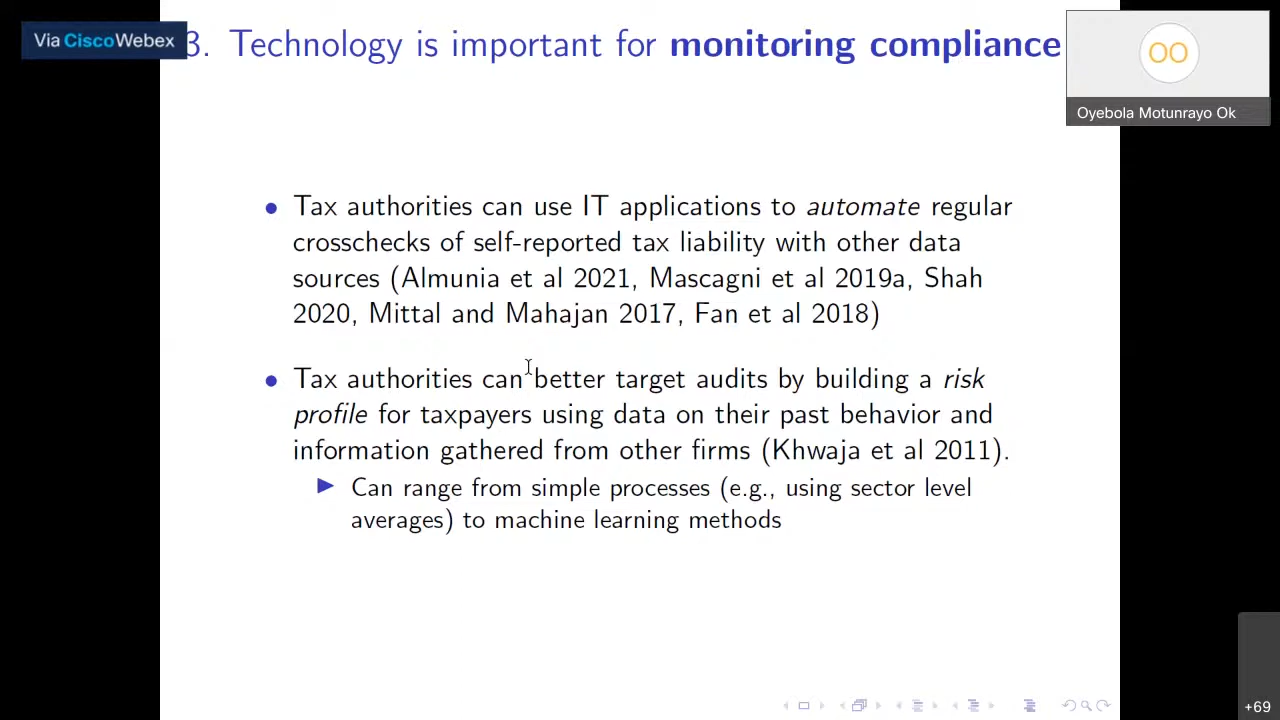 Via CiscoWebex
3. Technology is important for monitoring compliance
OO
Oyebola Motunrayo Ok
• Tax authorities can use IT applications to automate regular
crosschecks of self-reported tax liability with other data
sources (Almunia et al 2021, Mascagni et al 2019a, Shah
2020, Mittal and Mahajan 2017, Fan et al 2018)
• Tax authorities can better target audits by building a risk
profile for taxpayers using data on their past behavior and
information gathered from other firms (Khwaja et al 2011).
Can range from simple processes (e.g., using sector level
averages) to machine learning methods
+69